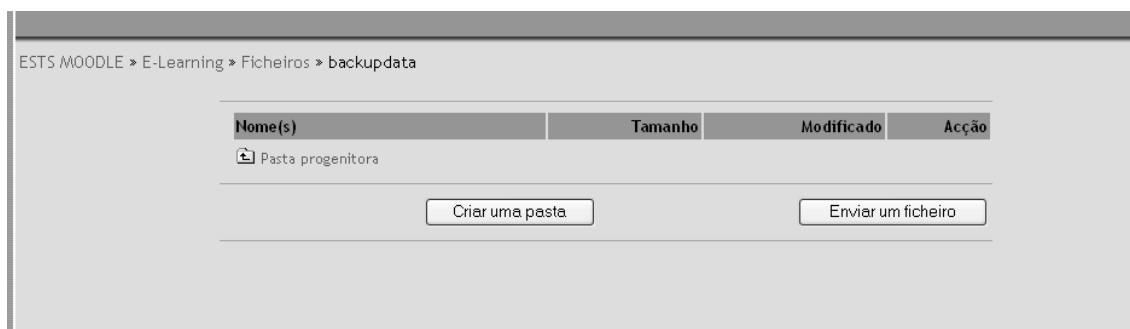 ESTS MOODLE » E-Learning » Ficheiros » backupdata
Nome(s) Tamanho Modificado Acção
Pasta progenitora
Criar uma pasta Enviar um ficheiro